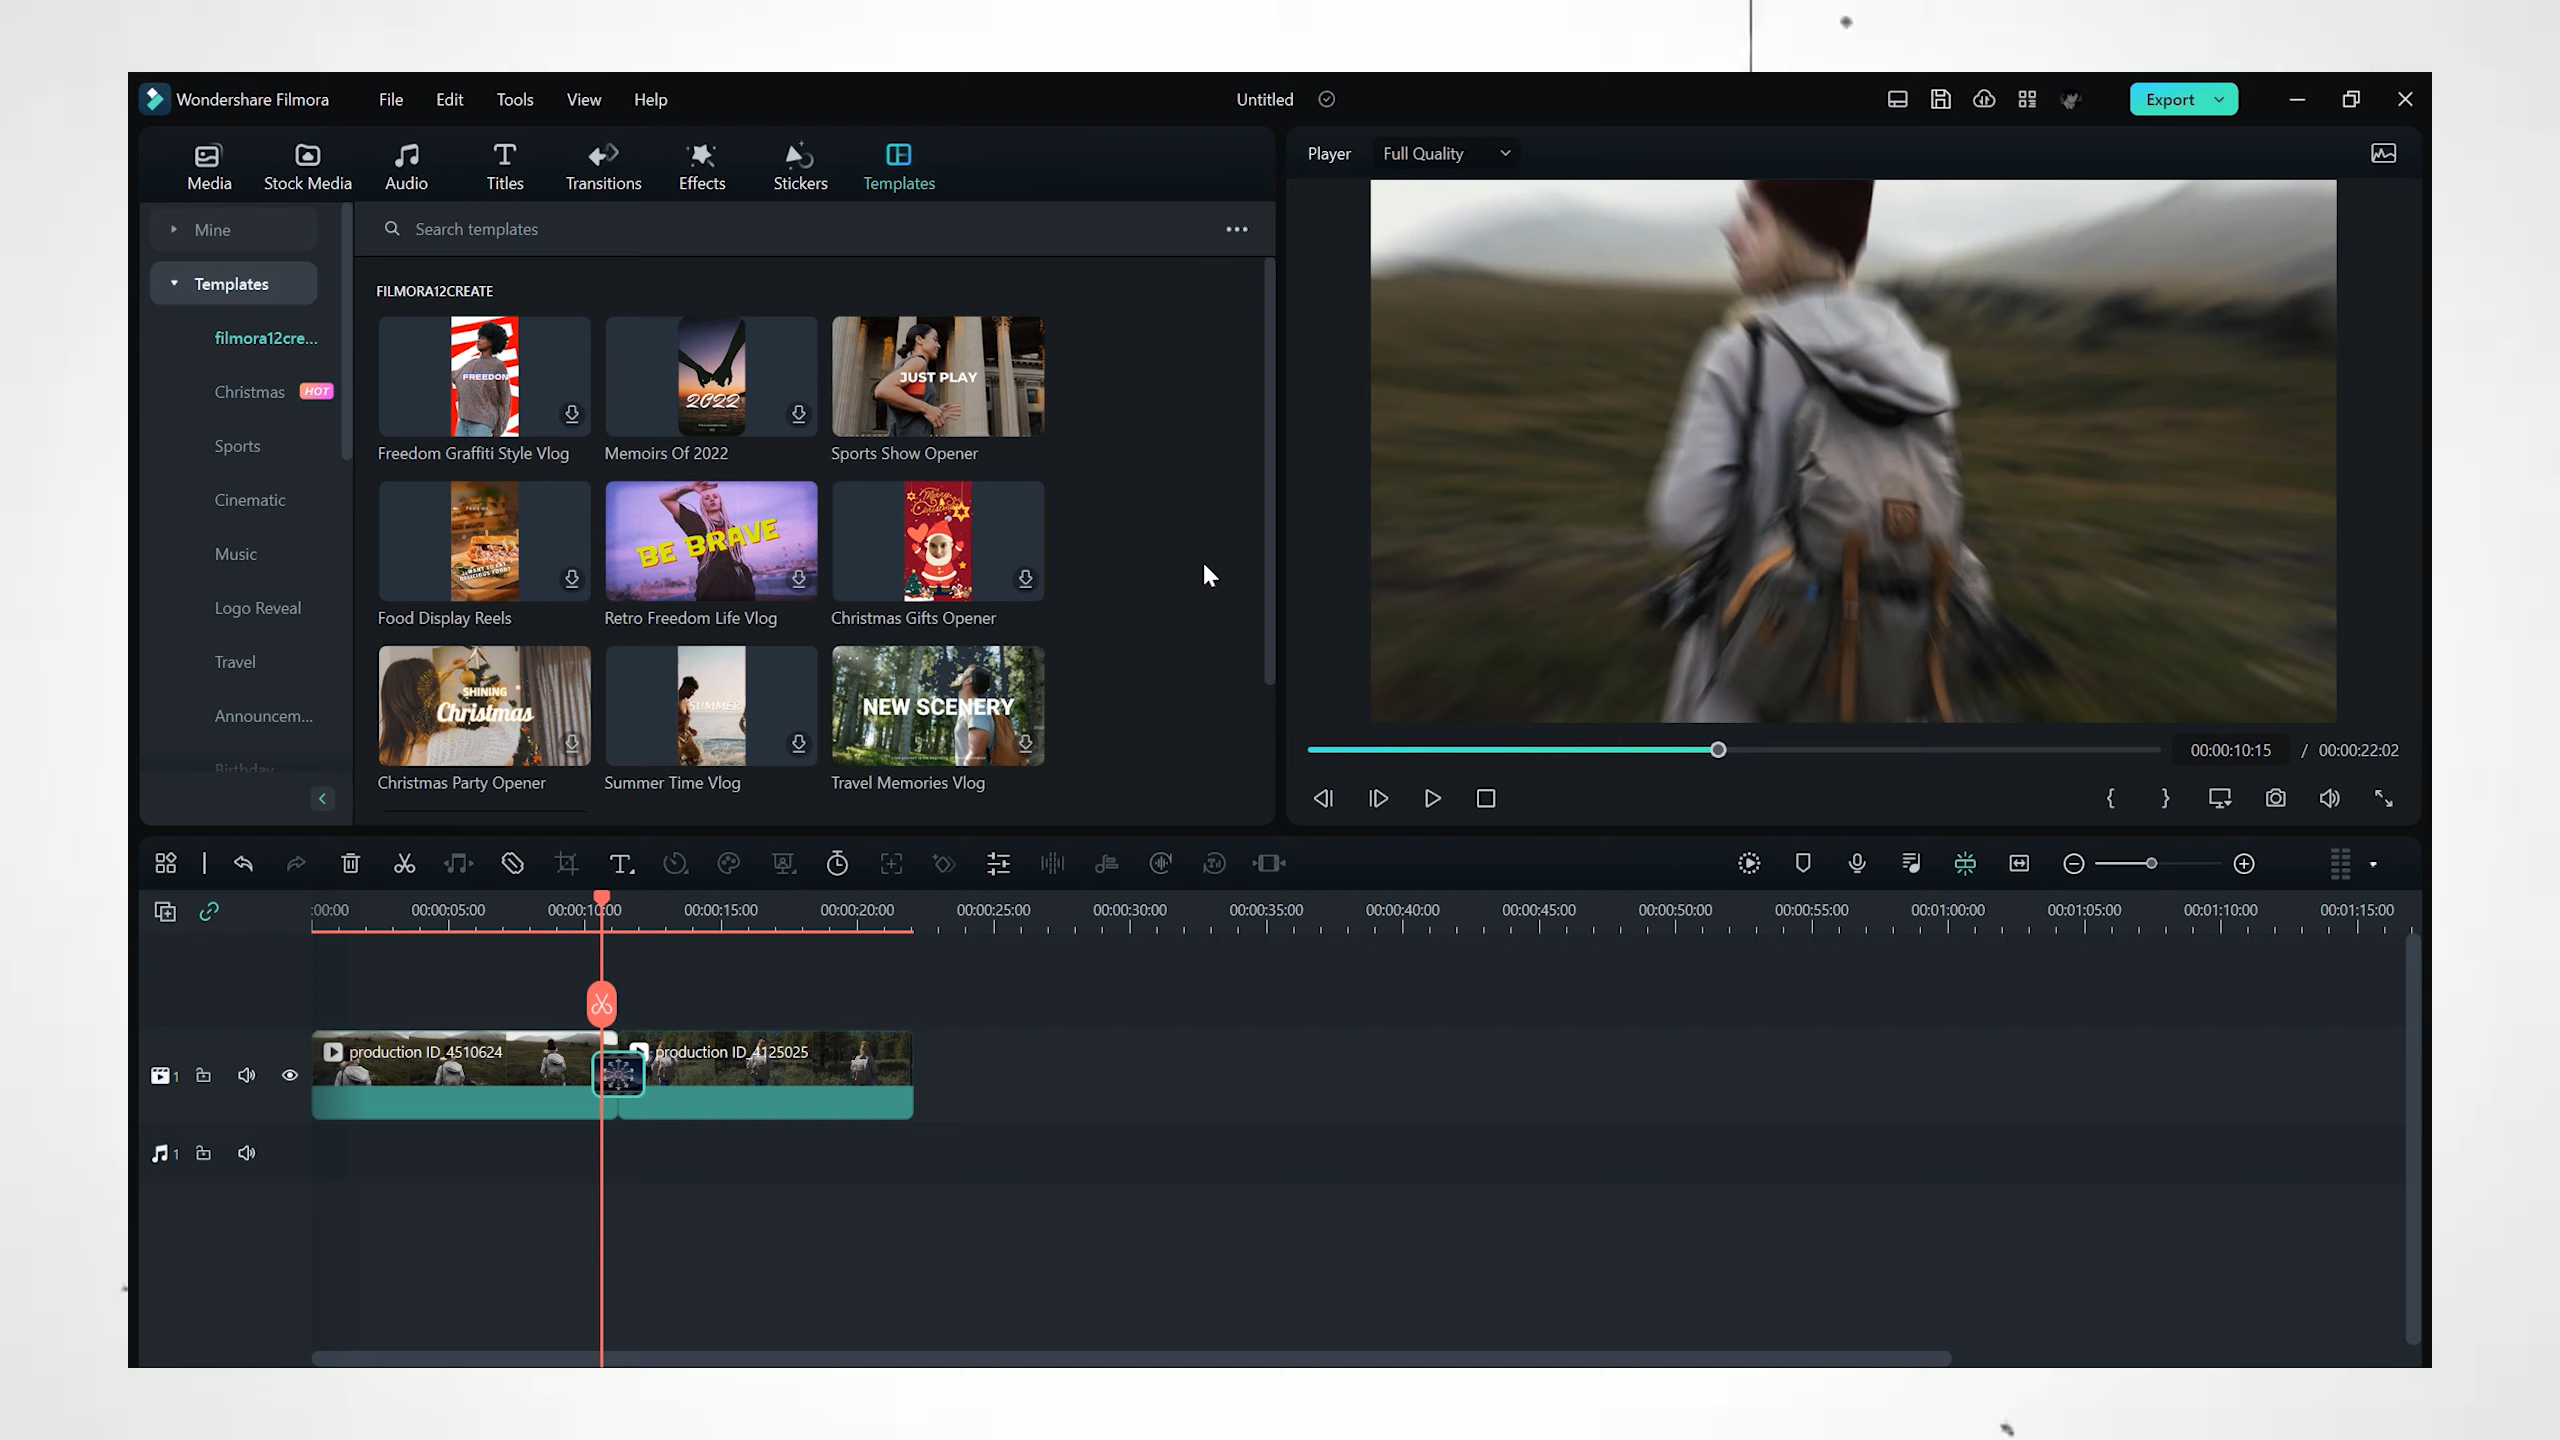 Wondershare Filmora File Edit Tools View Help Untitled Export
Media Stock Media Audio Titles Transitions Effects Stickers Templates
Player Full Quality
Mine
Search templates
Templates
FILMORA12CREATE
filmora12cre...
Christmas HOT
Sports
Cinematic
Music
Logo Reveal
Travel
Announcem...
Birthday
FREEDOM
2022
JUST PLAY
Freedom Graffiti Style Vlog Memoirs Of 2022 Sports Show Opener
BE BRAVE
Merry Christmas
Food Display Reels Retro Freedom Life Vlog Christmas Gifts Opener
SHINING
Christmas
SUMMER
NEW SCENERY
Christmas Party Opener Summer Time Vlog Travel Memories Vlog
00:00:10:15 / 00:00:22:02
:00:00 00:00:05:00 00:00:10:00 00:00:15:00 00:00:20:00 00:00:25:00 00:00:30:00 00:00:35:00 00:00:40:00 00:00:45:00 00:00:50:00 00:00:55:00 00:01:00:00 00:01:05:00 00:01:10:00 00:01:15:00
production ID_4510624 production ID_4125025
1
1